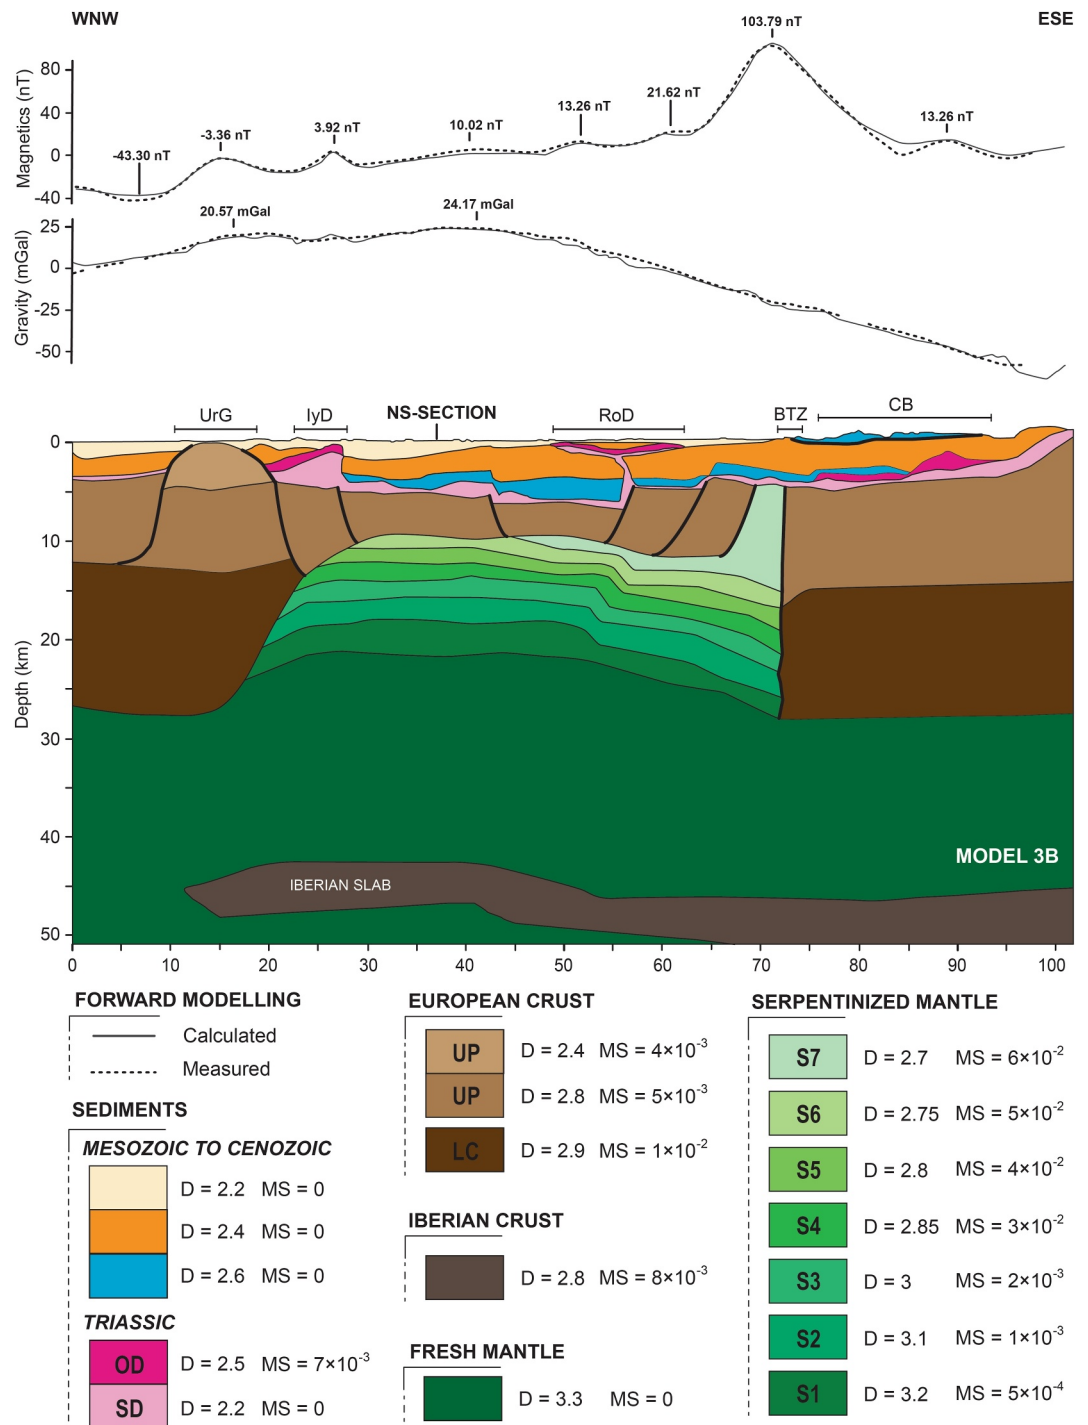 WNW
ESE
103.79 nT
80
40
0
-40
Magnetics (nT)
-43.30 nT
-3.36 nT
3.92 nT
10.02 nT
13.26 nT
21.62 nT
13.26 nT
25
0
-25
-50
Gravity (mGal)
20.57 mGal
24.17 mGal
UrG
IyD
NS-SECTION
RoD
BTZ
CB
0
10
20
30
40
50
Depth (km)
MODEL 3B
IBERIAN SLAB
0 10 20 30 40 50 60 70 80 90 100
FORWARD MODELLING
Calculated
Measured
SEDIMENTS
MESOZOIC TO CENOZOIC
D = 2.2 MS = 0
D = 2.4 MS = 0
D = 2.6 MS = 0
TRIASSIC
OD D = 2.5 MS = 7×10⁻³
SD D = 2.2 MS = 0
EUROPEAN CRUST
UP D = 2.4 MS = 4×10⁻³
UP D = 2.8 MS = 5×10⁻³
LC D = 2.9 MS = 1×10⁻²
IBERIAN CRUST
D = 2.8 MS = 8×10⁻³
FRESH MANTLE
D = 3.3 MS = 0
SERPENTINIZED MANTLE
S7 D = 2.7 MS = 6×10⁻²
S6 D = 2.75 MS = 5×10⁻²
S5 D = 2.8 MS = 4×10⁻²
S4 D = 2.85 MS = 3×10⁻²
S3 D = 3 MS = 2×10⁻³
S2 D = 3.1 MS = 1×10⁻³
S1 D = 3.2 MS = 5×10⁻⁴